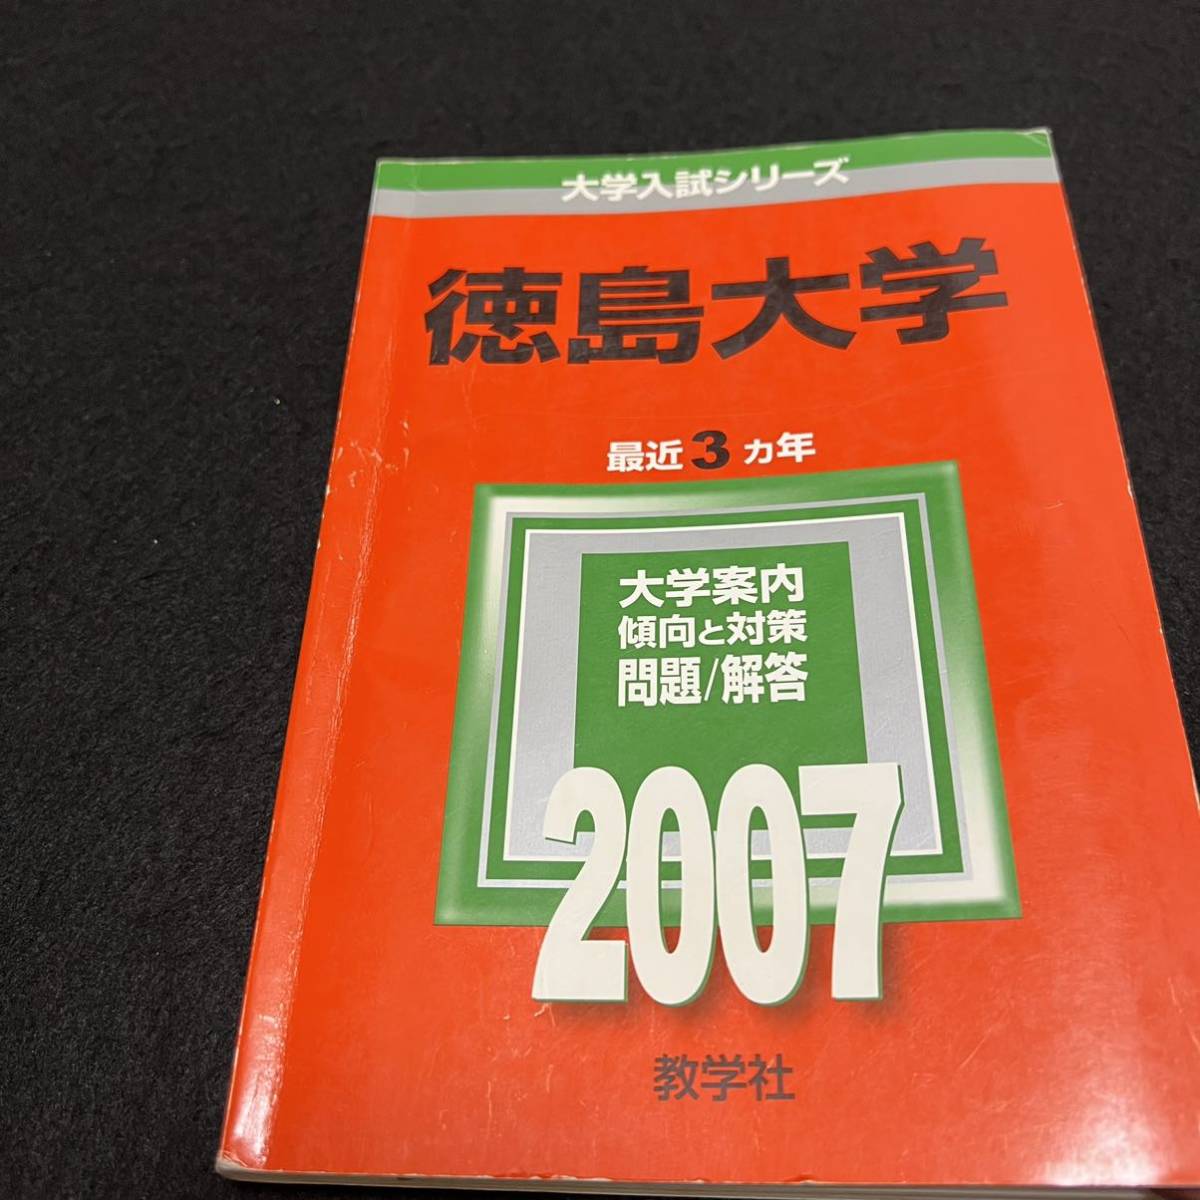 大学入試シリーズ
徳島大学
最近3ヵ年
大学案内
傾向と対策
問題/解答
2007
教学社